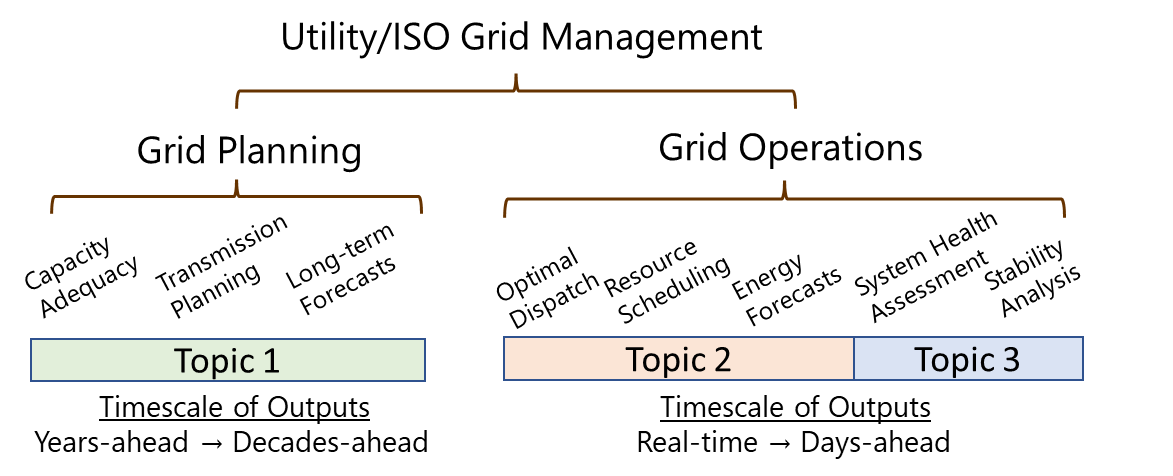 Utility/ISO Grid Management
Grid Planning
Grid Operations
Capacity
Adequacy
Transmission
Planning
Long-term
Forecasts
Optimal
Dispatch
Resource
Scheduling
Energy
Forecasts
System Health
Assessment
Stability
Analysis
Topic 1
Topic 2
Topic 3
Timescale of Outputs
Years-ahead → Decades-ahead
Timescale of Outputs
Real-time → Days-ahead